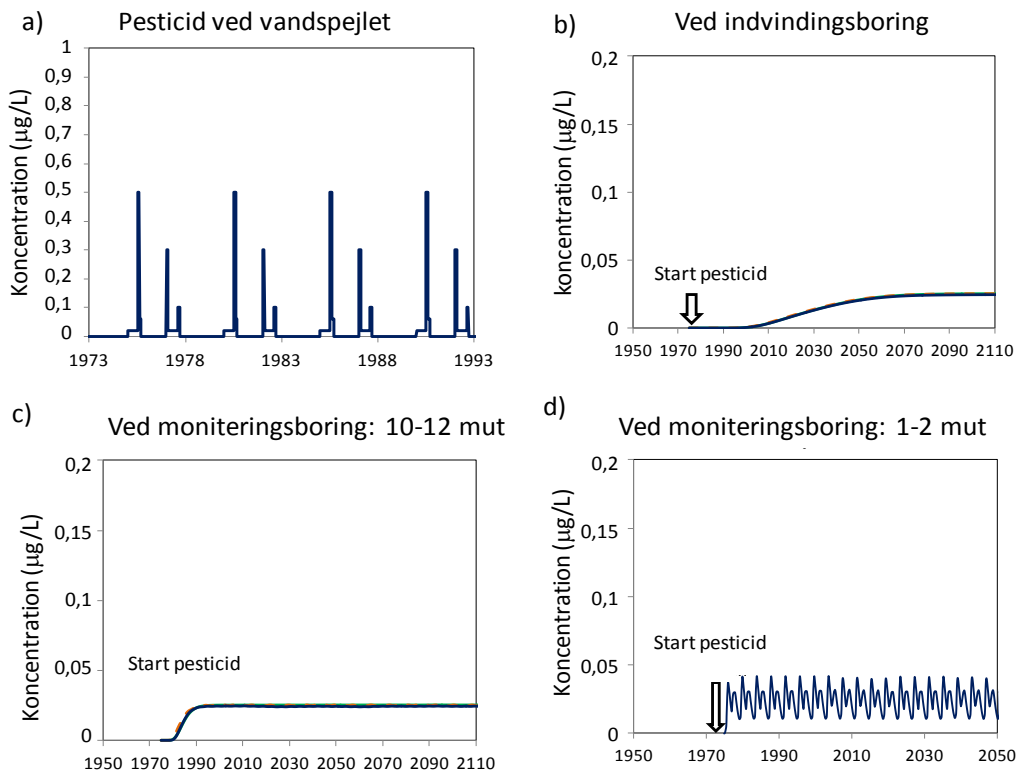 a)
Pesticid ved vandspejlet
Koncentration (µg/L)
1
0,9
0,8
0,7
0,6
0,5
0,4
0,3
0,2
0,1
0
1973 1978 1983 1988 1993
b)
Ved indvindingsboring
koncentration (µg/L)
0,2
0,15
0,1
0,05
0
Start pesticid
1950 1970 1990 2010 2030 2050 2070 2090 2110
c)
Ved moniteringsboring: 10-12 mut
Koncentration (µg/L)
0,2
0,15
0,1
0,05
0
Start pesticid
1950 1970 1990 2010 2030 2050 2070 2090 2110
d)
Ved moniteringsboring: 1-2 mut
Koncentration (µg/L)
0,2
0,15
0,1
0,05
0
Start pesticid
1950 1970 1990 2010 2030 2050